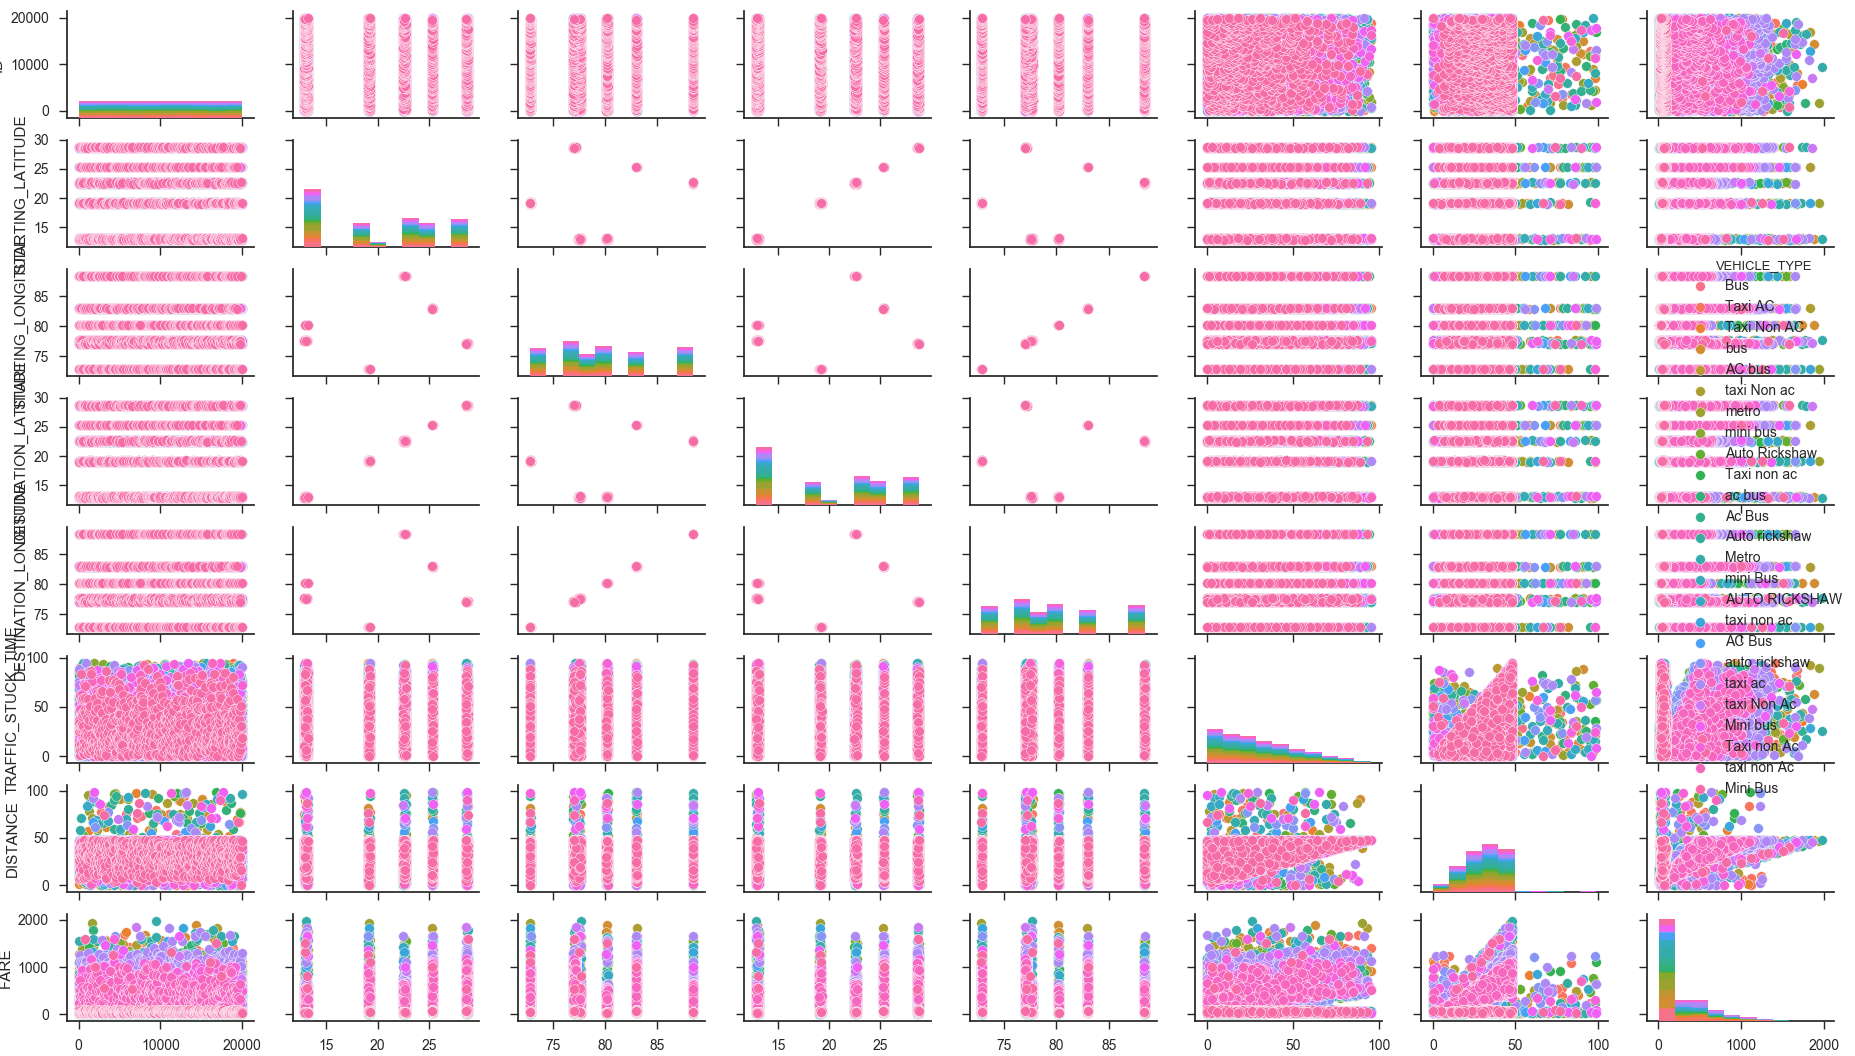 20000
10000
0
ID
30
25
20
15
STARTING_LATITUDE
85
80
75
STARTING_LONGITUDE
30
25
20
15
DESTINATION_LATITUDE
85
80
75
DESTINATION_LONGITUDE
100
50
0
TRAFFIC_STUCK_TIME
100
50
0
DISTANCE
2000
1000
0
FARE
0 10000 20000 15 20 25 75 80 85 15 20 25 75 80 85 0 50 100 0 50 100 0 1000 2000
VEHICLE_TYPE
Bus
Taxi AC
Taxi Non AC
bus
AC bus
taxi Non ac
metro
mini bus
Auto Rickshaw
Taxi non ac
ac bus
Ac Bus
Auto rickshaw
Metro
mini Bus
AUTO RICKSHAW
taxi non ac
AC Bus
auto rickshaw
taxi ac
taxi Non Ac
Mini bus
Taxi non Ac
taxi non Ac
Mini Bus